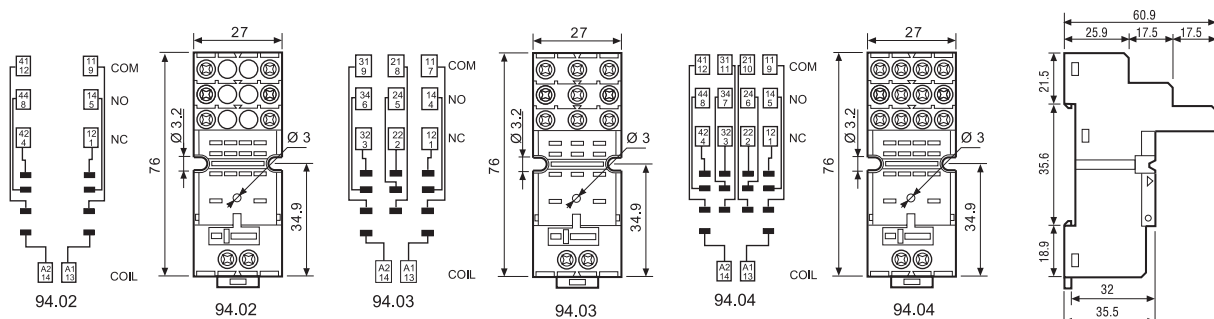 41 12
11 9
COM
44 8
14 5
NO
42 4
12 1
NC
A2 14
A1 13
COIL
94.02
27
76
Ø 3.2
Ø 3
34.9
94.02
31 9
21 8
11 7
COM
34 6
24 5
14 4
NO
32 3
22 2
12 1
NC
A2 14
A1 13
COIL
94.03
27
76
Ø 3.2
Ø 3
34.9
94.03
41 12
31 11
21 10
11 9
COM
44 8
34 7
24 6
14 5
NO
42 4
32 3
22 2
12 1
NC
A2 14
A1 13
COIL
94.04
27
76
Ø 3.2
Ø 3
34.9
94.04
60.9
25.9
17.5
17.5
21.5
35.6
18.9
32
35.5